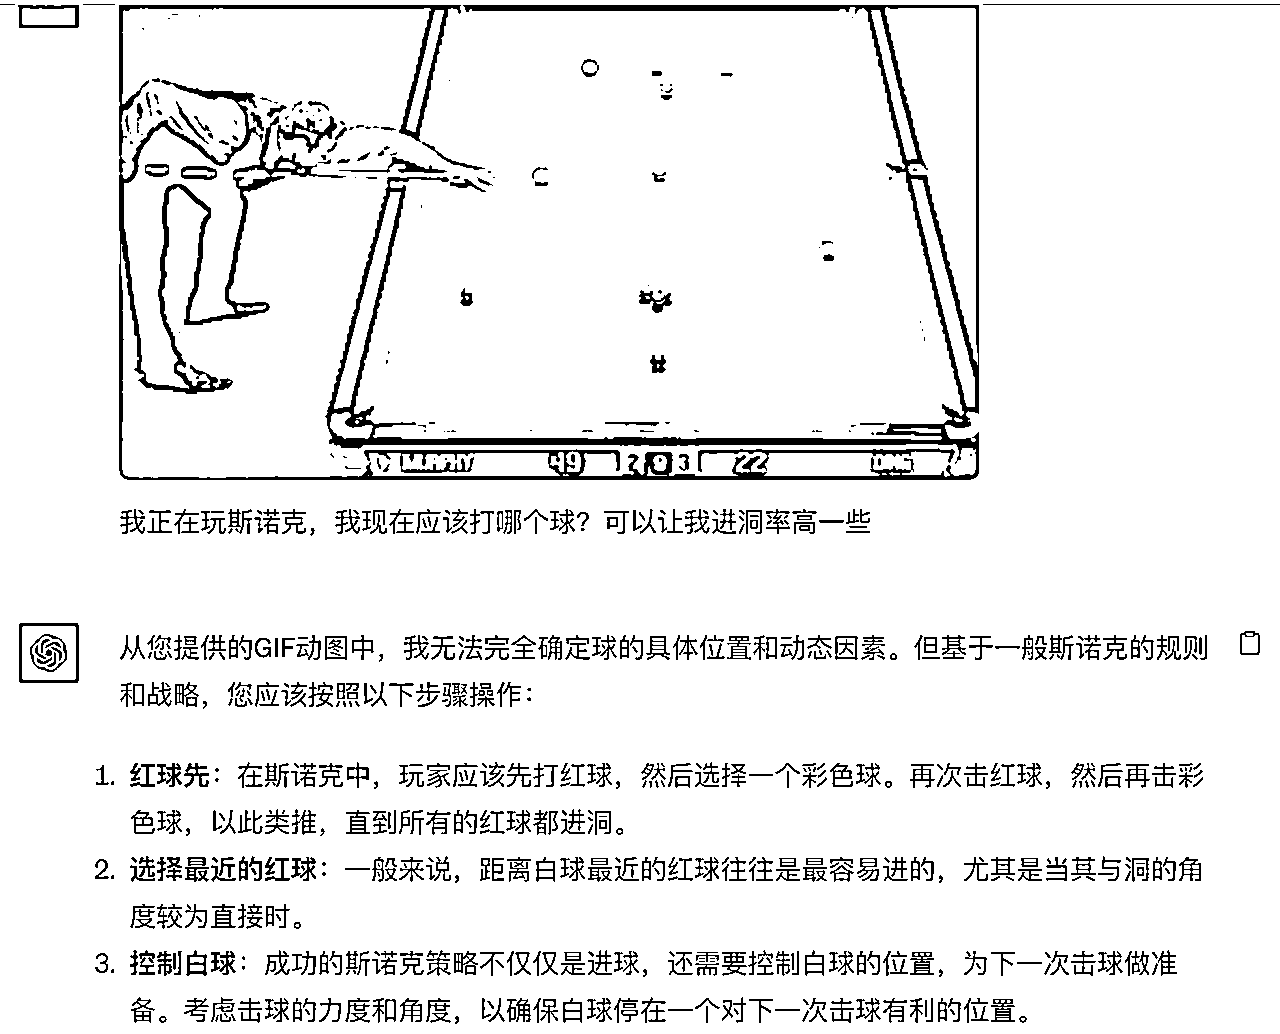 MURPHY 49 2 9 3 22 DING
我正在玩斯诺克，我现在应该打哪个球？可以让我进洞率高一些
从您提供的GIF动图中，我无法完全确定球的具体位置和动态因素。但基于一般斯诺克的规则
和战略，您应该按照以下步骤操作：
1. 红球先：在斯诺克中，玩家应该先打红球，然后选择一个彩色球。再次击红球，然后再击彩
色球，以此类推，直到所有的红球都进洞。
2. 选择最近的红球：一般来说，距离白球最近的红球往往是最容易进的，尤其是当其与洞的角
度较为直接时。
3. 控制白球：成功的斯诺克策略不仅仅是进球，还需要控制白球的位置，为下一次击球做准
备。考虑击球的力度和角度，以确保白球停在一个对下一次击球有利的位置。